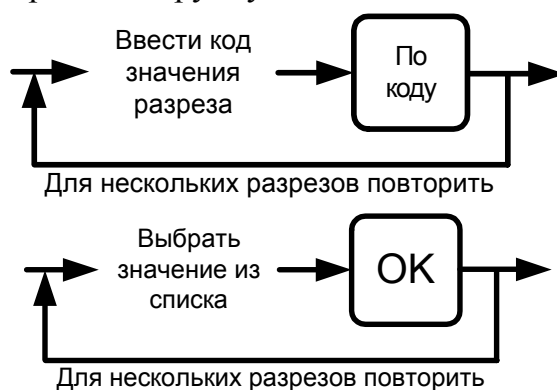 Ввести код
значения
разреза
По
коду
Для нескольких разрезов повторить
Выбрать
значение из
списка
OK
Для нескольких разрезов повторить